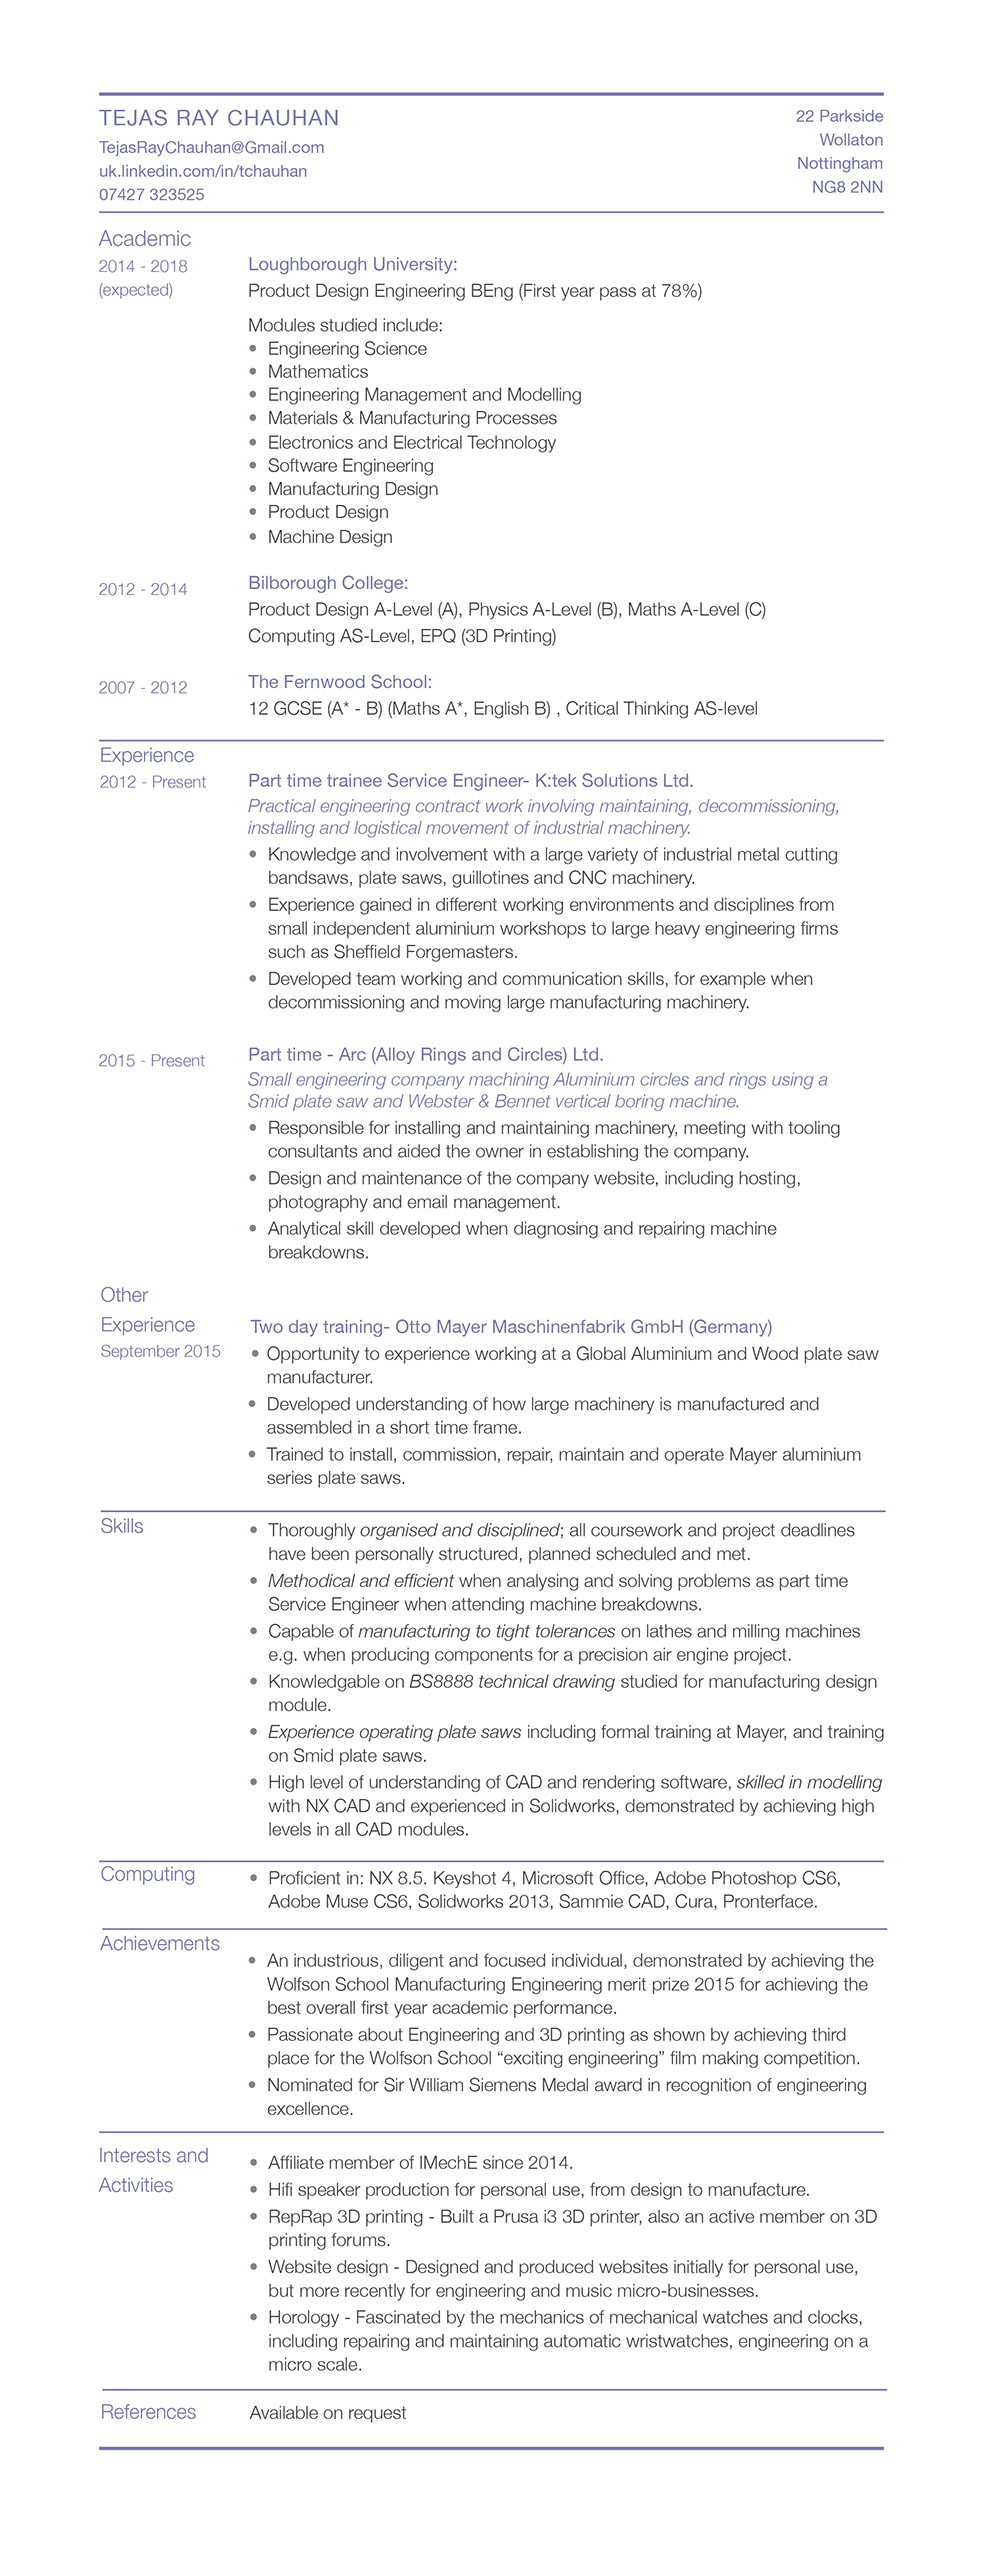 TEJAS RAY CHAUHAN
TejasRayChauhan@Gmail.com
uk.linkedin.com/in/tchauhan
07427 323525
22 Parkside
Wollaton
Nottingham
NG8 2NN
Academic
2014 - 2018
(expected)
Loughborough University:
Product Design Engineering BEng (First year pass at 78%)
Modules studied include:
• Engineering Science
• Mathematics
• Engineering Management and Modelling
• Materials & Manufacturing Processes
• Electronics and Electrical Technology
• Software Engineering
• Manufacturing Design
• Product Design
• Machine Design
2012 - 2014
Bilborough College:
Product Design A-Level (A), Physics A-Level (B), Maths A-Level (C)
Computing AS-Level, EPQ (3D Printing)
2007 - 2012
The Fernwood School:
12 GCSE (A* - B) (Maths A*, English B) , Critical Thinking AS-level
Experience
2012 - Present
Part time trainee Service Engineer- K:tek Solutions Ltd.
Practical engineering contract work involving maintaining, decommissioning,
installing and logistical movement of industrial machinery.
• Knowledge and involvement with a large variety of industrial metal cutting
bandsaws, plate saws, guillotines and CNC machinery.
• Experience gained in different working environments and disciplines from
small independent aluminium workshops to large heavy engineering firms
such as Sheffield Forgemasters.
• Developed team working and communication skills, for example when
decommissioning and moving large manufacturing machinery.
2015 - Present
Part time - Arc (Alloy Rings and Circles) Ltd.
Small engineering company machining Aluminium circles and rings using a
Smid plate saw and Webster & Bennet vertical boring machine.
• Responsible for installing and maintaining machinery, meeting with tooling
consultants and aided the owner in establishing the company.
• Design and maintenance of the company website, including hosting,
photography and email management.
• Analytical skill developed when diagnosing and repairing machine
breakdowns.
Other
Experience
September 2015
Two day training- Otto Mayer Maschinenfabrik GmbH (Germany)
• Opportunity to experience working at a Global Aluminium and Wood plate saw
manufacturer.
• Developed understanding of how large machinery is manufactured and
assembled in a short time frame.
• Trained to install, commission, repair, maintain and operate Mayer aluminium
series plate saws.
Skills
• Thoroughly organised and disciplined; all coursework and project deadlines
have been personally structured, planned scheduled and met.
• Methodical and efficient when analysing and solving problems as part time
Service Engineer when attending machine breakdowns.
• Capable of manufacturing to tight tolerances on lathes and milling machines
e.g. when producing components for a precision air engine project.
• Knowledgable on BS8888 technical drawing studied for manufacturing design
module.
• Experience operating plate saws including formal training at Mayer, and training
on Smid plate saws.
• High level of understanding of CAD and rendering software, skilled in modelling
with NX CAD and experienced in Solidworks, demonstrated by achieving high
levels in all CAD modules.
Computing
• Proficient in: NX 8.5. Keyshot 4, Microsoft Office, Adobe Photoshop CS6,
Adobe Muse CS6, Solidworks 2013, Sammie CAD, Cura, Pronterface.
Achievements
• An industrious, diligent and focused individual, demonstrated by achieving the
Wolfson School Manufacturing Engineering merit prize 2015 for achieving the
best overall first year academic performance.
• Passionate about Engineering and 3D printing as shown by achieving third
place for the Wolfson School “exciting engineering” film making competition.
• Nominated for Sir William Siemens Medal award in recognition of engineering
excellence.
Interests and
Activities
• Affiliate member of IMechE since 2014.
• Hifi speaker production for personal use, from design to manufacture.
• RepRap 3D printing - Built a Prusa i3 3D printer, also an active member on 3D
printing forums.
• Website design - Designed and produced websites initially for personal use,
but more recently for engineering and music micro-businesses.
• Horology - Fascinated by the mechanics of mechanical watches and clocks,
including repairing and maintaining automatic wristwatches, engineering on a
micro scale.
References
Available on request